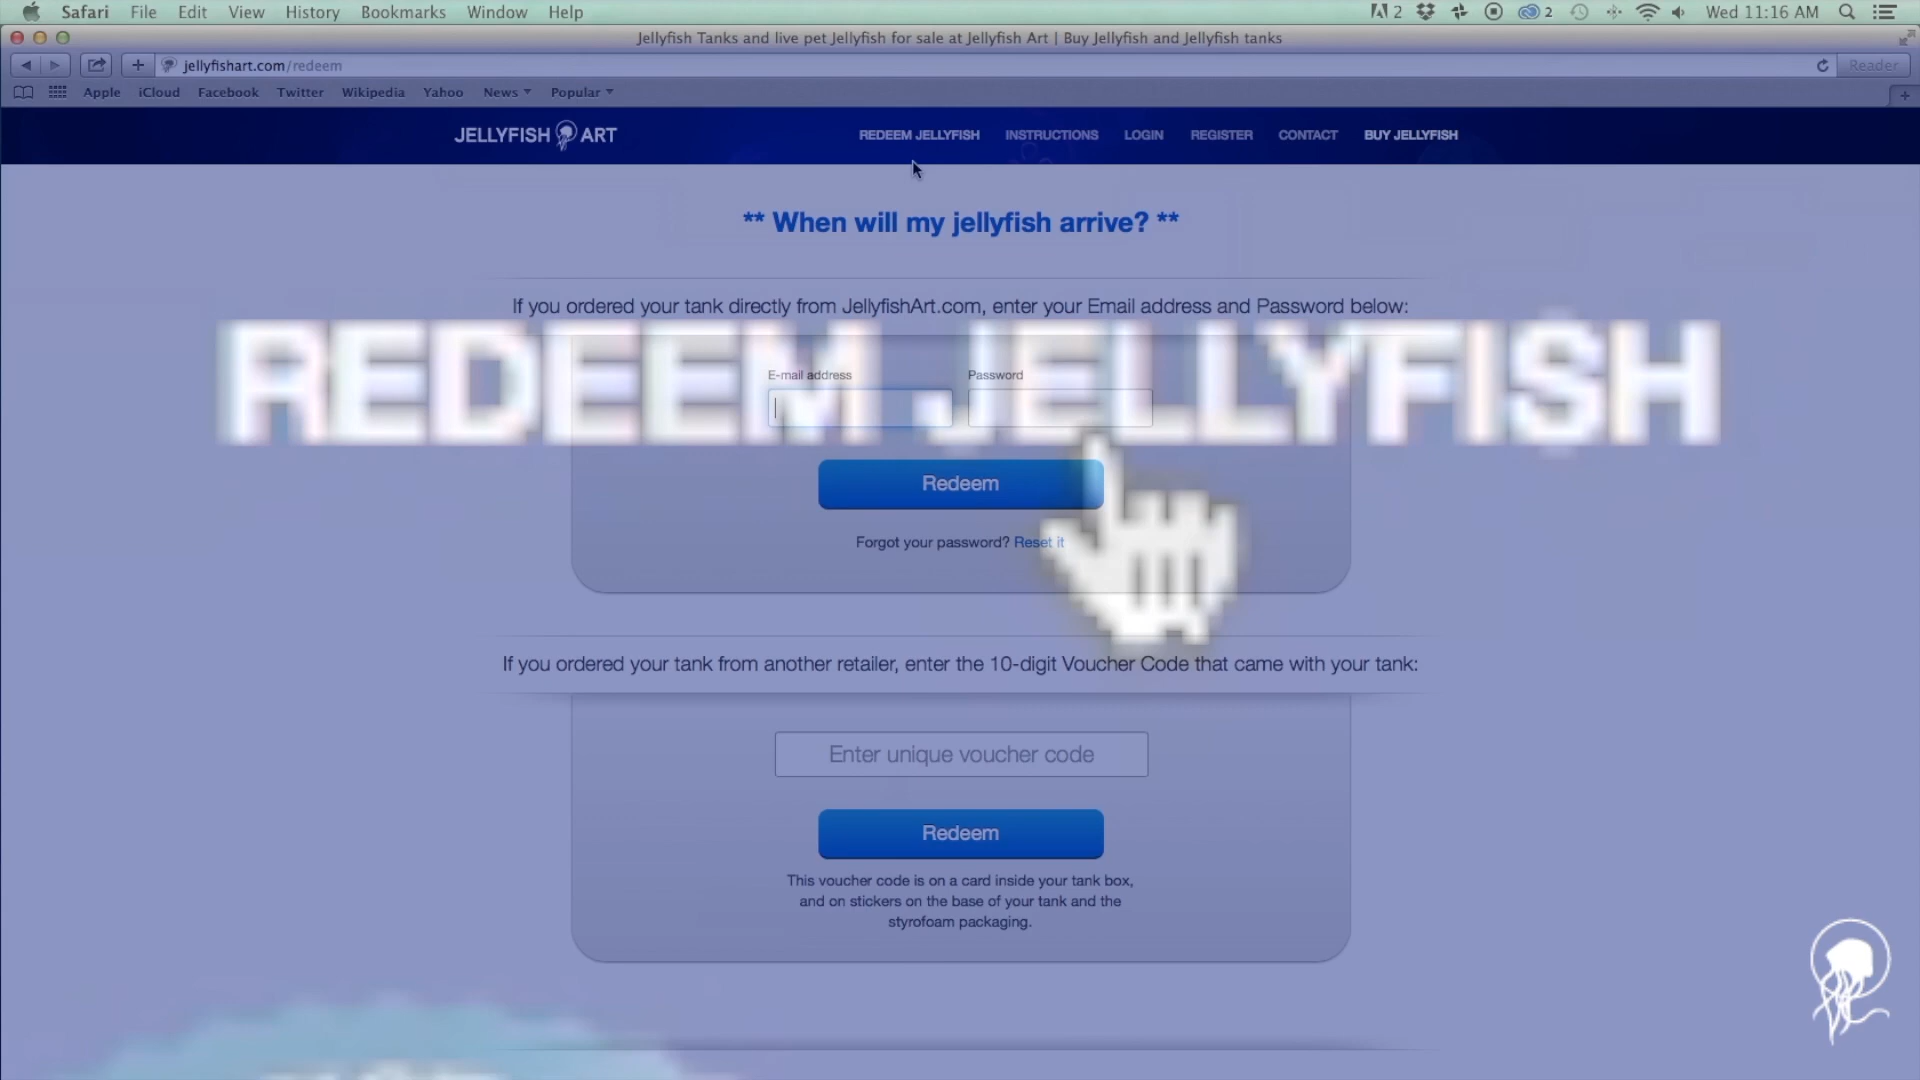 Safari File Edit View History Bookmarks Window Help 2 2 Wed 11:16 AM
Jellyfish Tanks and live pet Jellyfish for sale at Jellyfish Art | Buy Jellyfish and Jellyfish tanks
jellyfishart.com/redeem Reader
Apple iCloud Facebook Twitter Wikipedia Yahoo News Popular
JELLYFISH ART REDEEM JELLYFISH INSTRUCTIONS LOGIN REGISTER CONTACT BUY JELLYFISH
** When will my jellyfish arrive? **
If you ordered your tank directly from JellyfishArt.com, enter your Email address and Password below:
REDEEM JELLYFISH
E-mail address Password
Redeem
Forgot your password? Reset it
If you ordered your tank from another retailer, enter the 10-digit Voucher Code that came with your tank:
Enter unique voucher code
Redeem
This voucher code is on a card inside your tank box,
and on stickers on the base of your tank and the
styrofoam packaging.